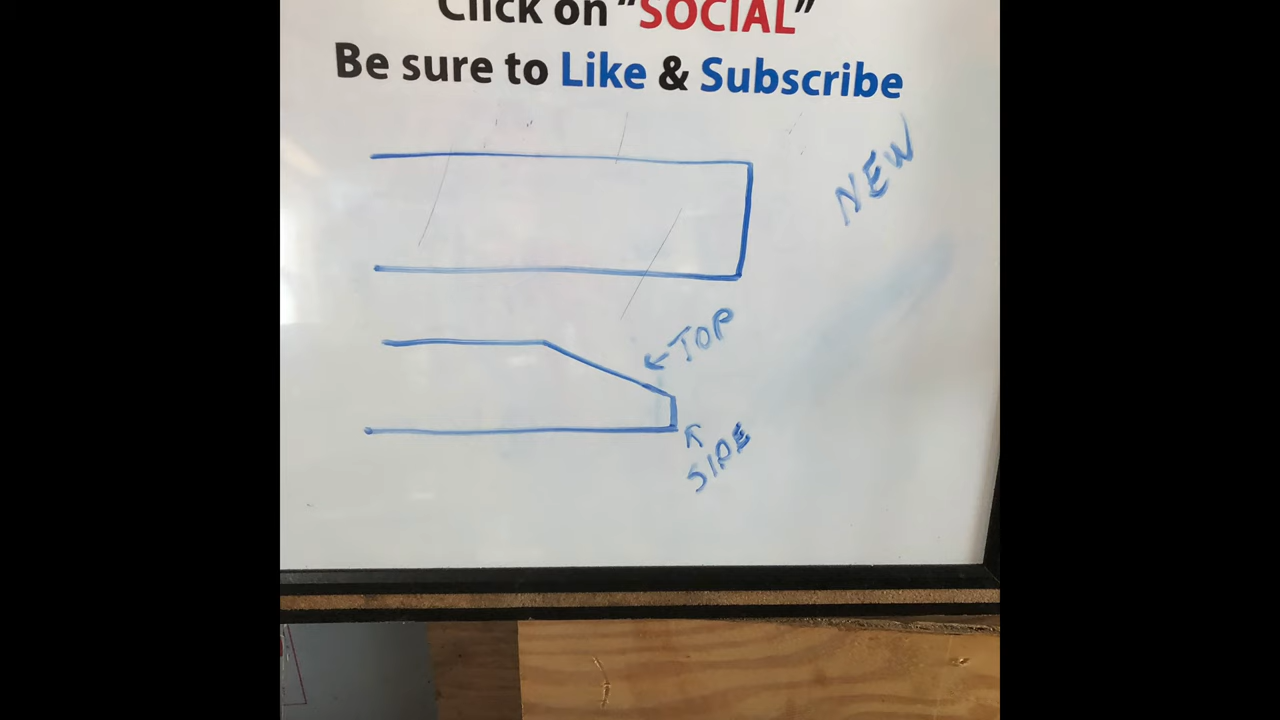 Click on "SOCIAL"
Be sure to Like & Subscribe
NEW
←TOP
↑
SIDE